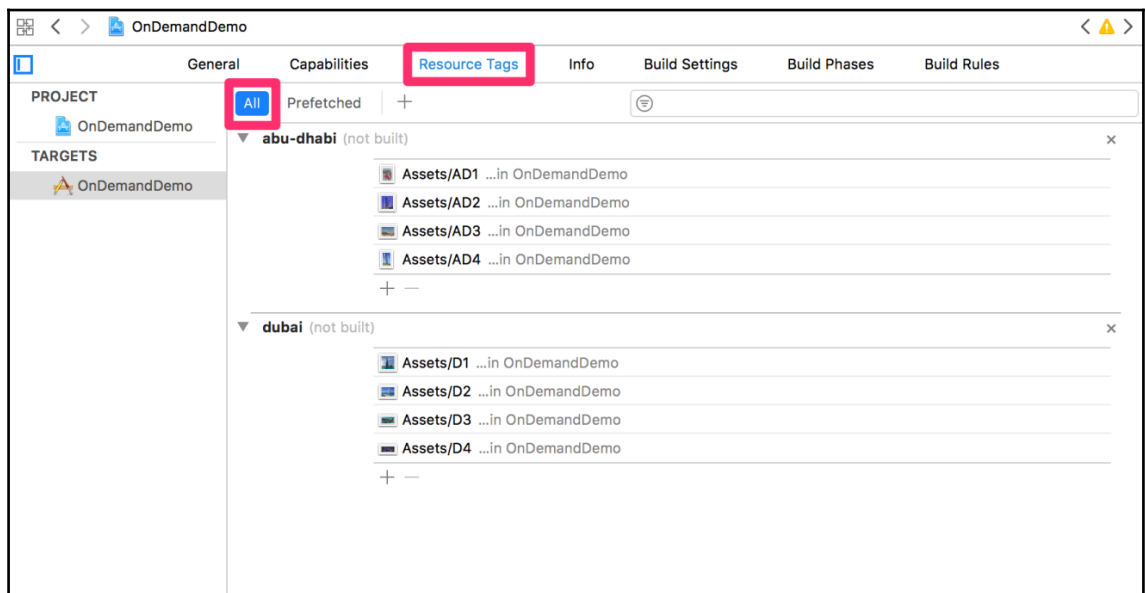 OnDemandDemo
General Capabilities Resource Tags Info Build Settings Build Phases Build Rules
PROJECT
OnDemandDemo
TARGETS
OnDemandDemo
All Prefetched +
abu-dhabi (not built)
Assets/AD1 ...in OnDemandDemo
Assets/AD2 ...in OnDemandDemo
Assets/AD3 ...in OnDemandDemo
Assets/AD4 ...in OnDemandDemo
+ —
dubai (not built)
Assets/D1 ...in OnDemandDemo
Assets/D2 ...in OnDemandDemo
Assets/D3 ...in OnDemandDemo
Assets/D4 ...in OnDemandDemo
+ —